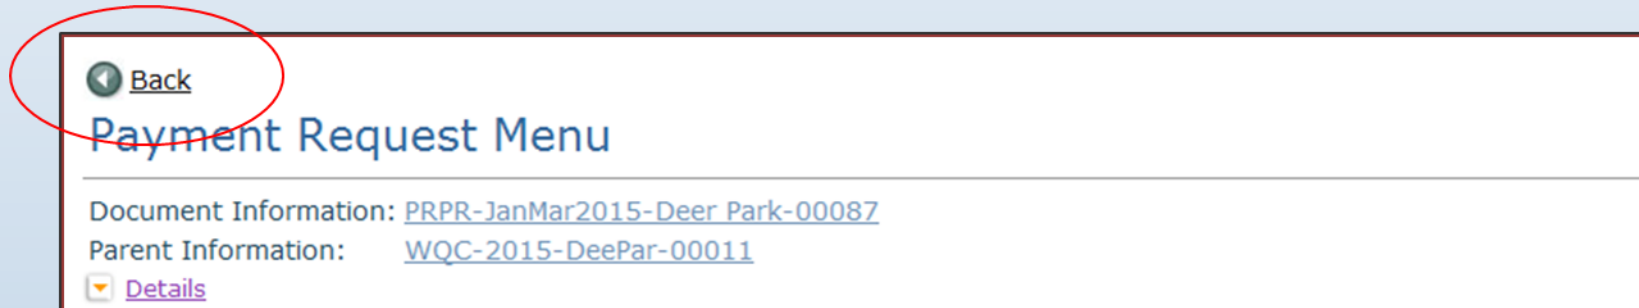 Back
Payment Request Menu
Document Information: PRPR-JanMar2015-Deer Park-00087
Parent Information: WQC-2015-DeePar-00011
Details